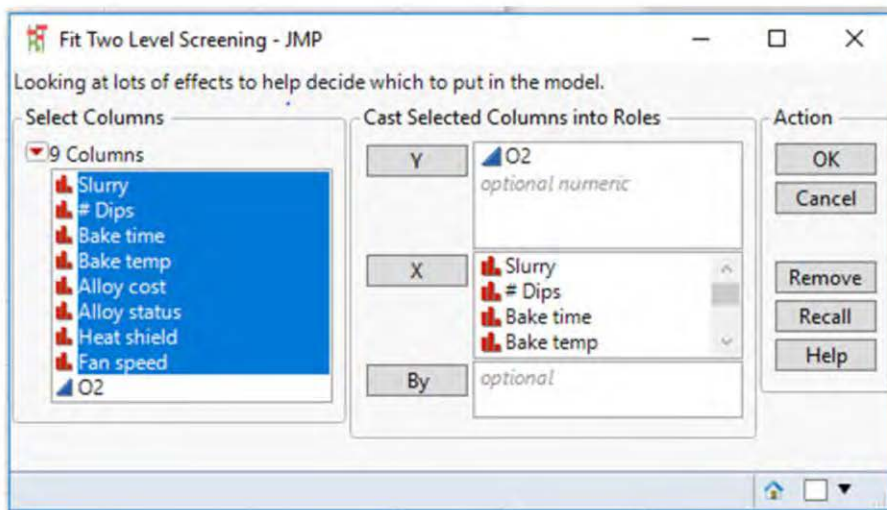 Fit Two Level Screening - JMP
Looking at lots of effects to help decide which to put in the model.
Select Columns
9 Columns
Slurry
# Dips
Bake time
Bake temp
Alloy cost
Alloy status
Heat shield
Fan speed
O2
Cast Selected Columns into Roles
Y
O2
optional numeric
X
Slurry
# Dips
Bake time
Bake temp
By
optional
Action
OK
Cancel
Remove
Recall
Help